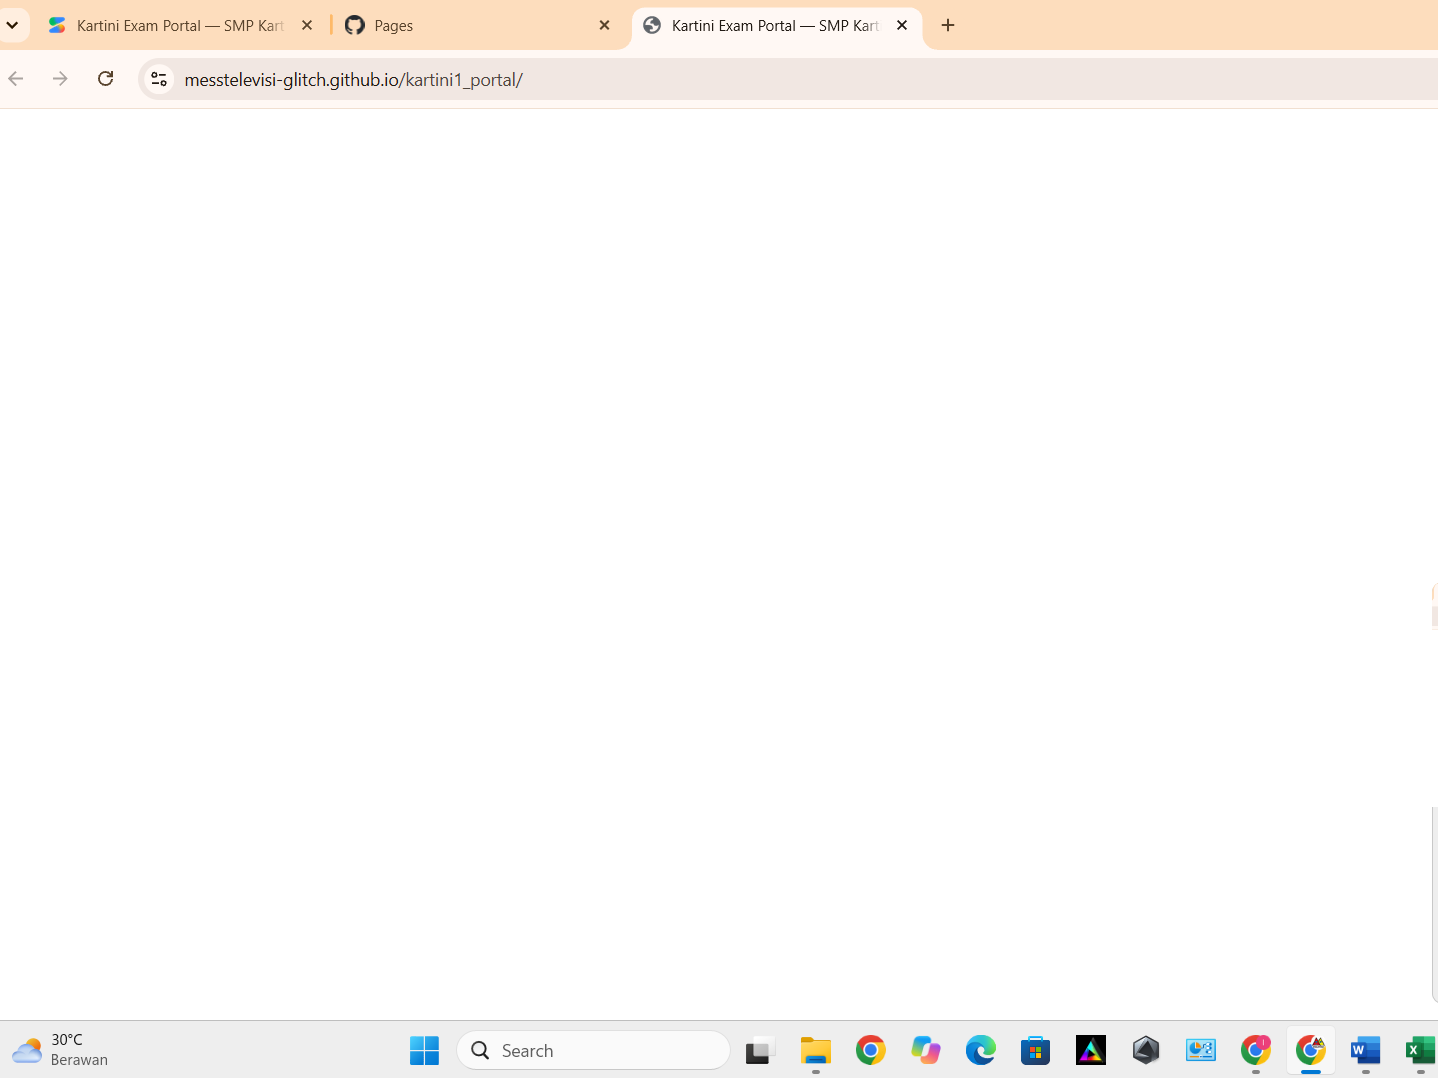 Kartini Exam Portal — SMP Kart
Pages
Kartini Exam Portal — SMP Kart
messtelevisi-glitch.github.io/kartini1_portal/
30°C
Berawan
Search